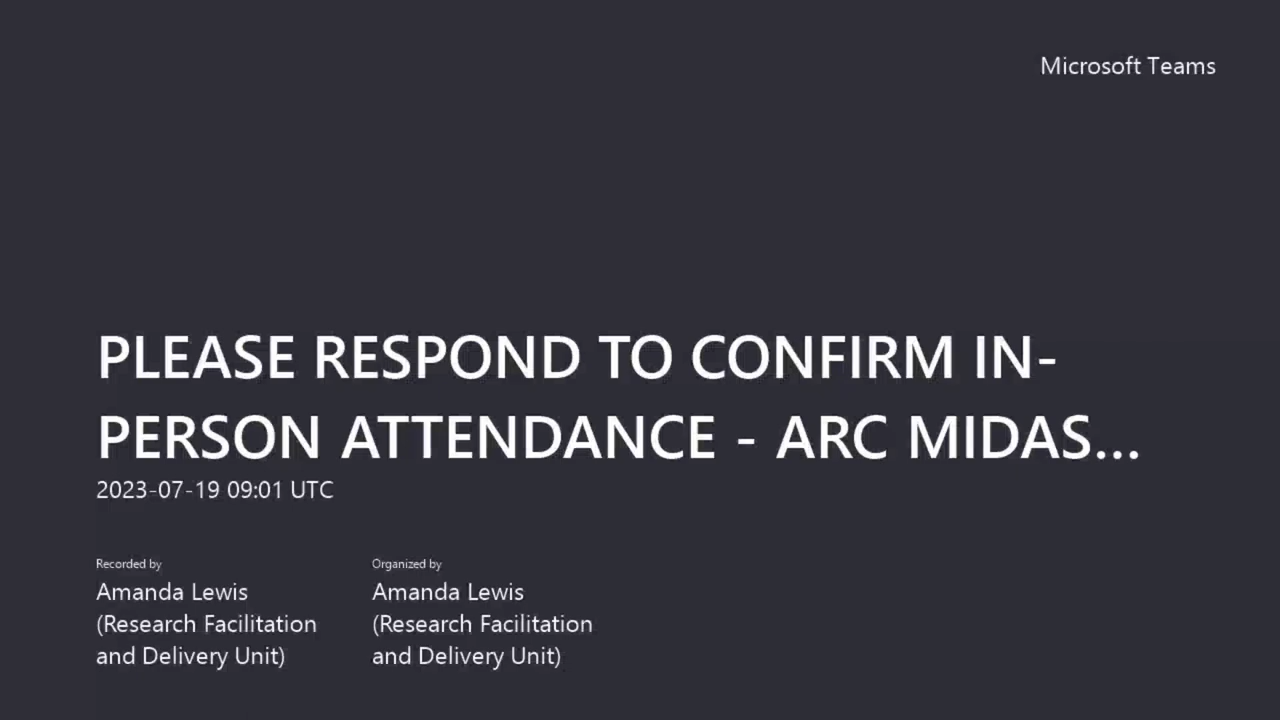 Microsoft Teams
PLEASE RESPOND TO CONFIRM IN-
PERSON ATTENDANCE - ARC MIDAS...
2023-07-19 09:01 UTC
Recorded by
Amanda Lewis
(Research Facilitation
and Delivery Unit)
Organized by
Amanda Lewis
(Research Facilitation
and Delivery Unit)